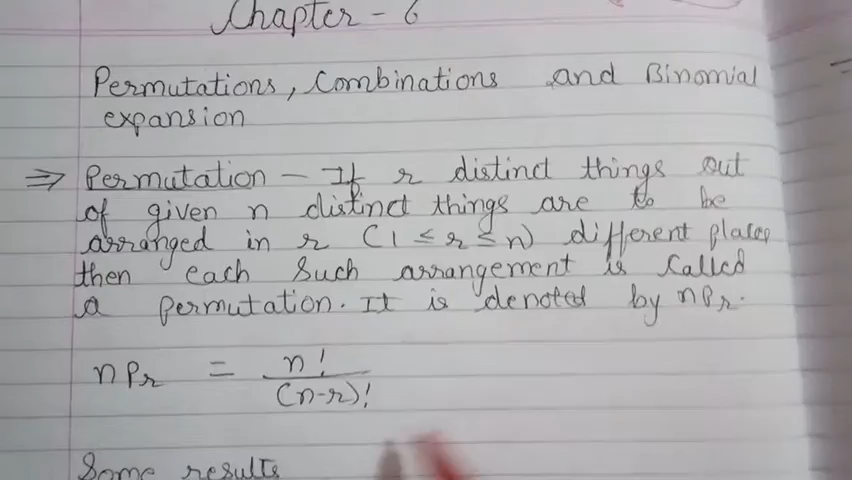 Chapter - 6
Permutations, Combinations and Binomial
expansion
⇒ Permutation - If r distinct things out
of given n distinct things are to be
arranged in r (1 ≤ r ≤ n) different places
then each such arrangement is called
a permutation. It is denoted by nPr.
nPr = n! / (n-r)!
Some results